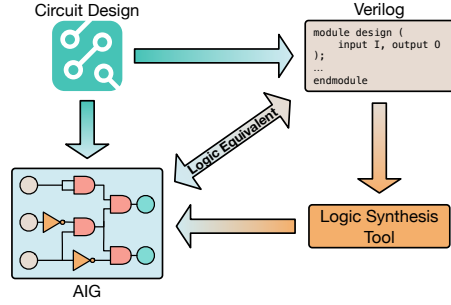 Circuit Design
Verilog
module design (
    input I, output O
);
…
endmodule
Logic Equivalent
Logic Synthesis
Tool
AIG